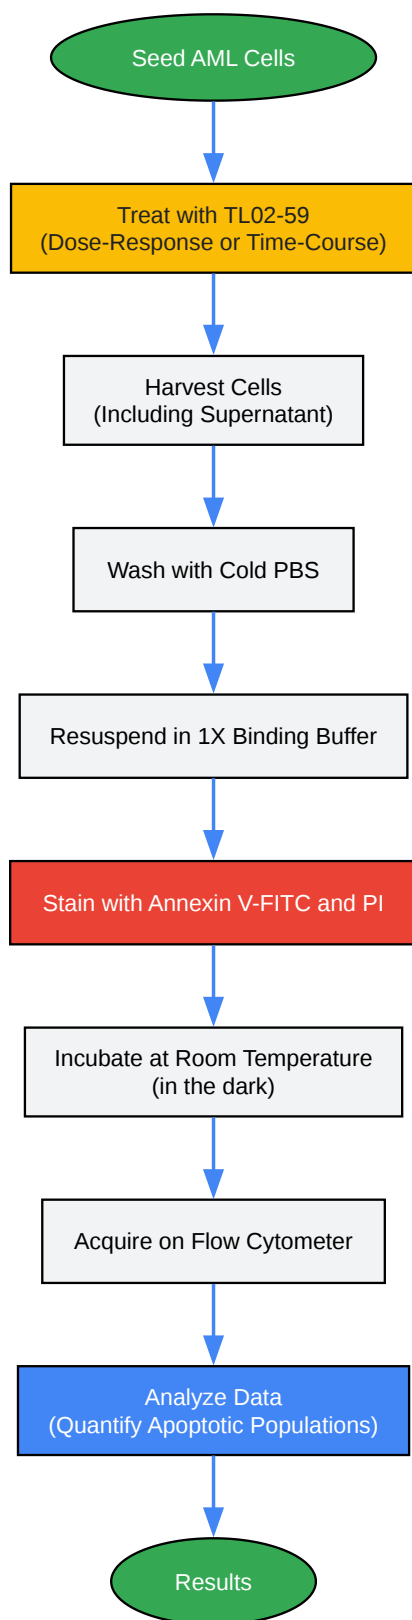 Seed AML Cells
Treat with TL02-59
(Dose-Response or Time-Course)
Harvest Cells
(Including Supernatant)
Wash with Cold PBS
Resuspend in 1X Binding Buffer
Stain with Annexin V-FITC and PI
Incubate at Room Temperature
(in the dark)
Acquire on Flow Cytometer
Analyze Data
(Quantify Apoptotic Populations)
Results